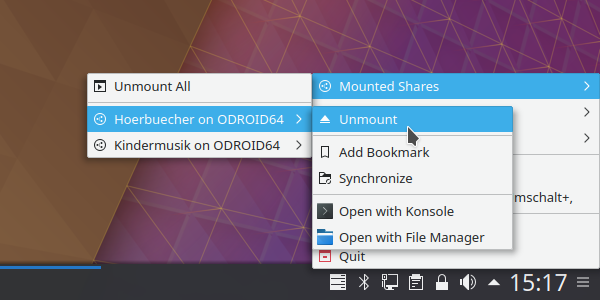 Unmount All
Mounted Shares
Hoerbuecher on ODROID64
Unmount
Kindermusik on ODROID64
Add Bookmark
Synchronize
mschalt+,
Open with Konsole
Open with File Manager
Quit
15:17